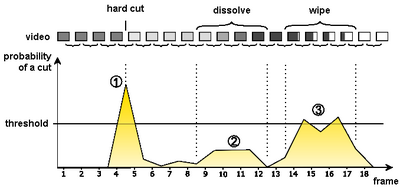 hard cut
dissolve
wipe
video
probability
of a cut
①
②
③
threshold
1 2 3 4 5 6 7 8 9 10 11 12 13 14 15 16 17 18
frame